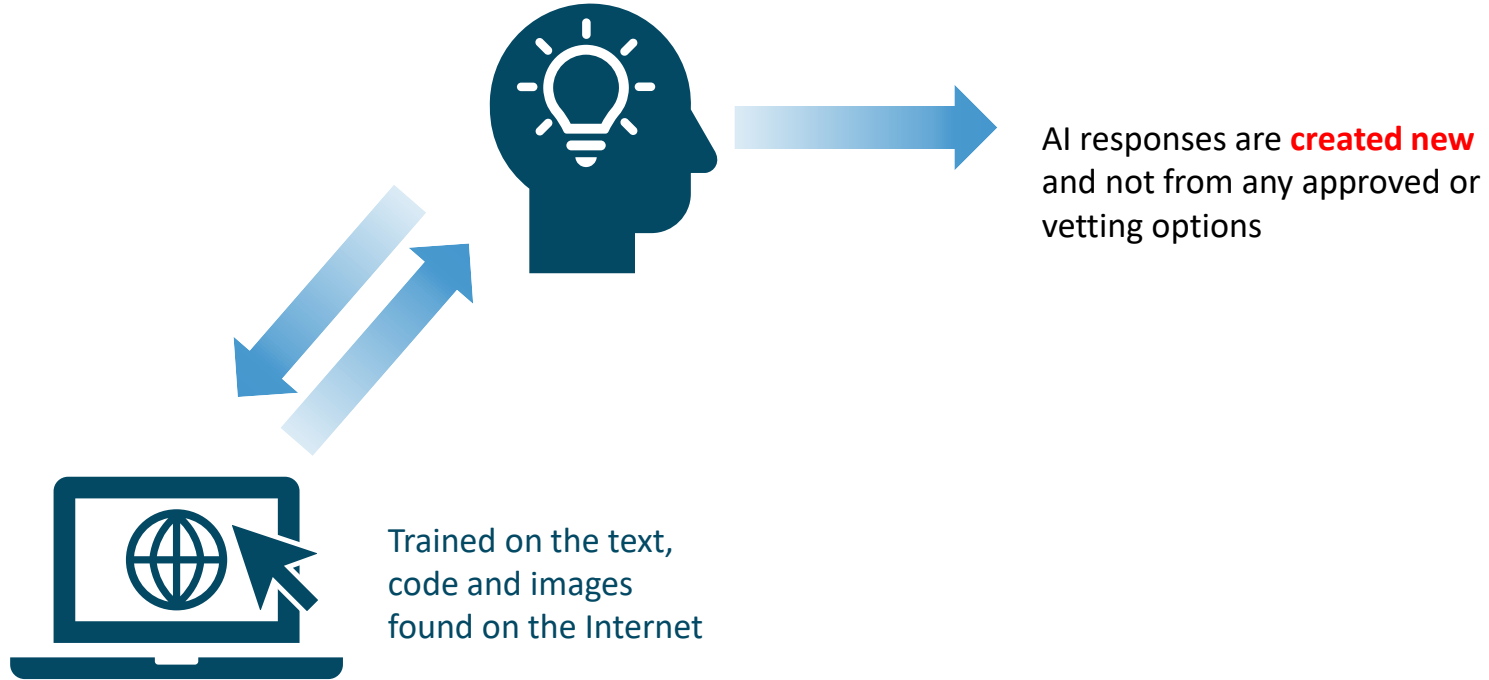 AI responses are created new
and not from any approved or
vetting options
Trained on the text,
code and images
found on the Internet